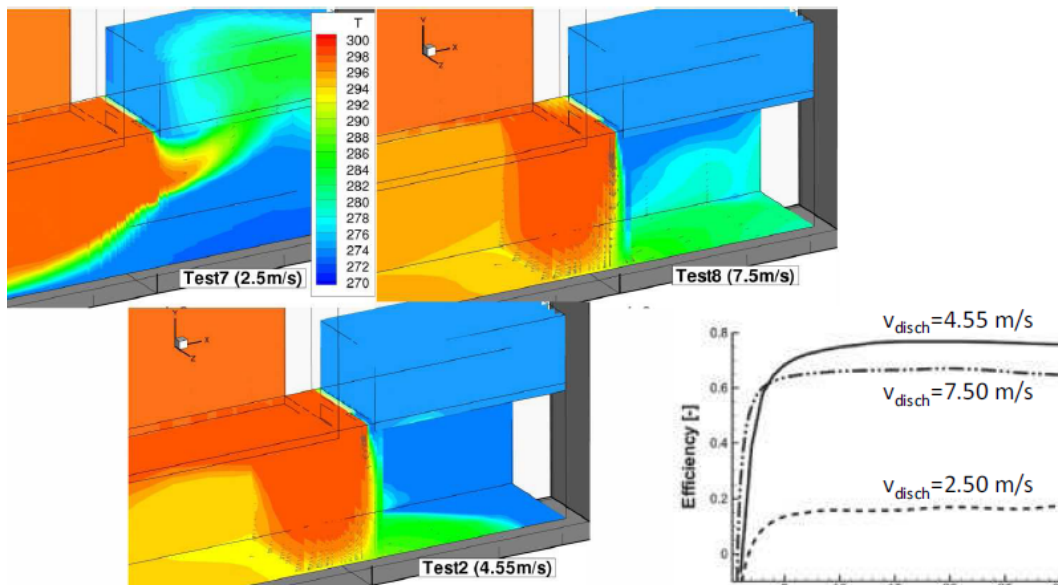 T
300
298
296
294
292
290
288
286
284
282
280
278
276
274
272
270
Test7 (2.5m/s)
Y
X
Z
Test8 (7.5m/s)
Y
X
Z
Test2 (4.55m/s)
Efficiency [-]
0.8
0.6
0.4
0.2
0
v_disch=4.55 m/s
v_disch=7.50 m/s
v_disch=2.50 m/s